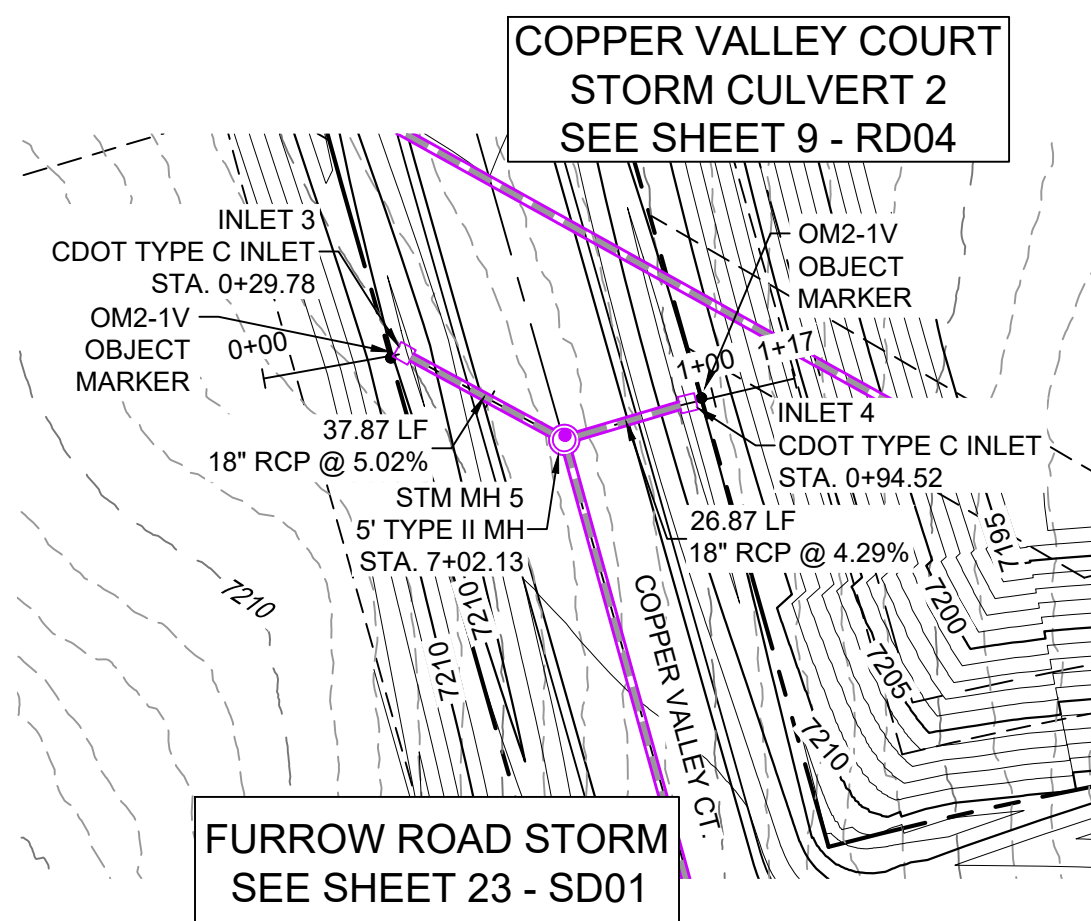 COPPER VALLEY COURT
STORM CULVERT 2
SEE SHEET 9 - RD04
INLET 3
CDOT TYPE C INLET
STA. 0+29.78
OM2-1V
OBJECT
MARKER
0+00
OM2-1V
OBJECT
MARKER
1+00
1+17
37.87 LF
18" RCP @ 5.02%
INLET 4
CDOT TYPE C INLET
STA. 0+94.52
STM MH 5
5' TYPE II MH
STA. 7+02.13
26.87 LF
18" RCP @ 4.29%
7195
7210
7210
7210
7200
7205
7210
COPPER VALLEY CT.
FURROW ROAD STORM
SEE SHEET 23 - SD01